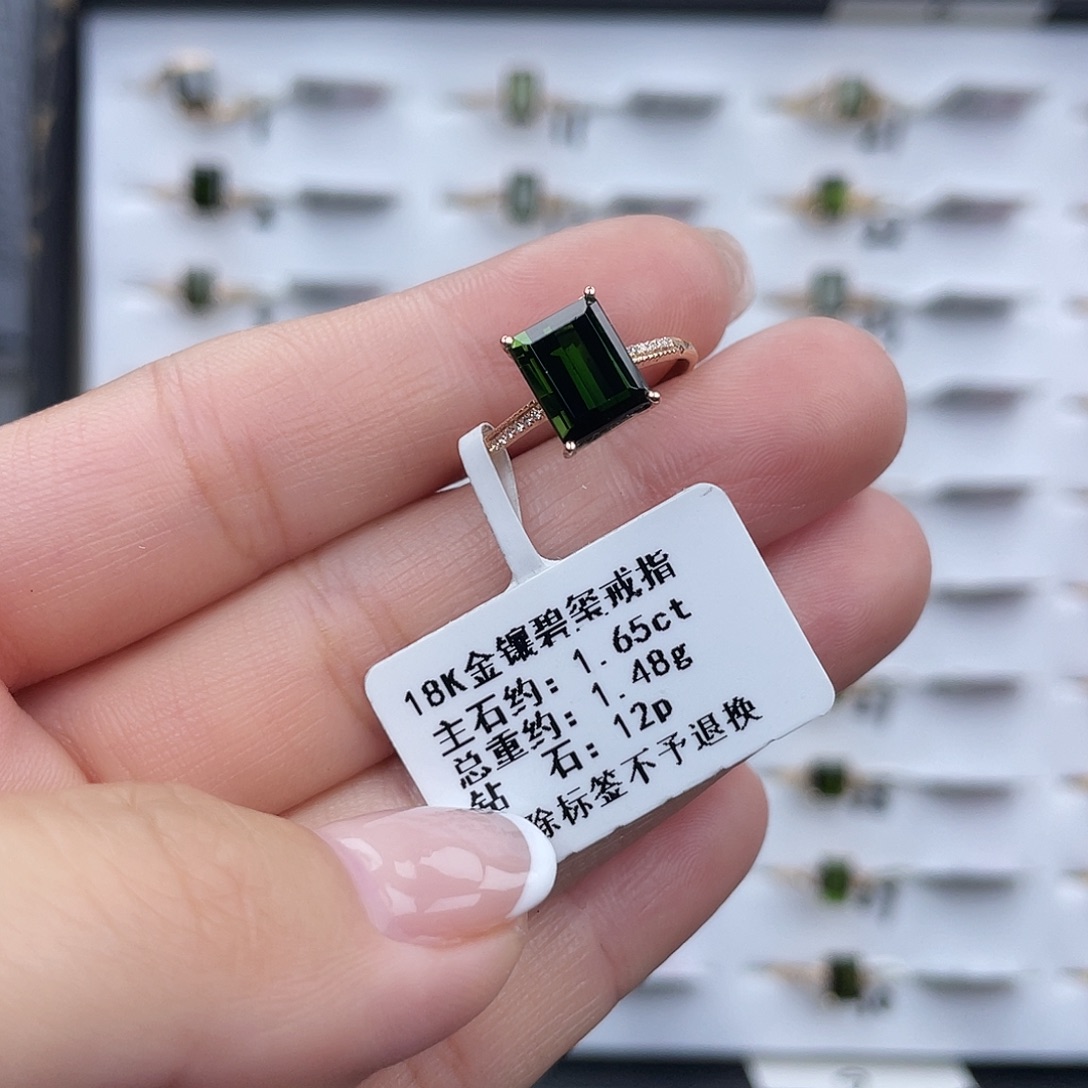 18K金镶碧玺戒指
主石约: 1.65ct
总重约: 1.48g
钻 石: 12p
除标签不予退换